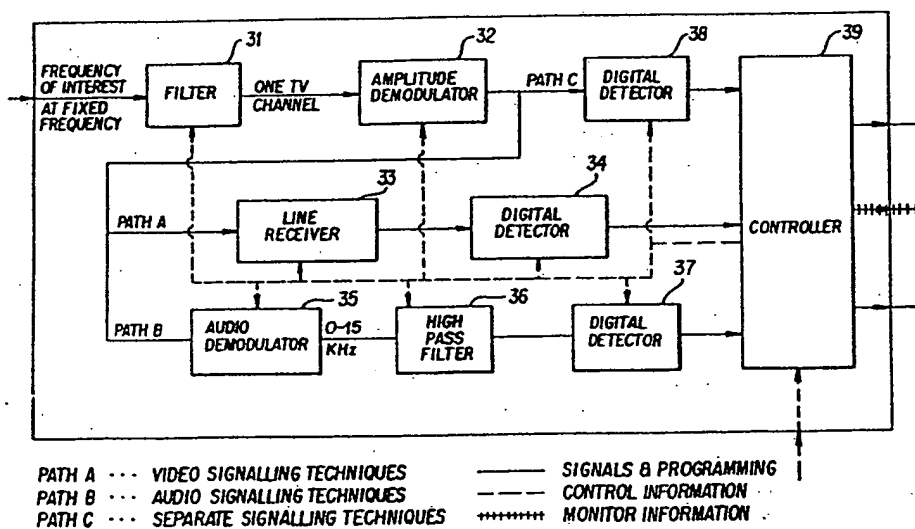 31
32
38
39
FREQUENCY
OF INTEREST
AT FIXED
FREQUENCY
FILTER
ONE TV
CHANNEL
AMPLITUDE
DEMODULATOR
PATH C
DIGITAL
DETECTOR
33
34
PATH A
LINE
RECEIVER
DIGITAL
DETECTOR
CONTROLLER
35
36
37
PATH B
AUDIO
DEMODULATOR
0-15
KHz
HIGH
PASS
FILTER
DIGITAL
DETECTOR
PATH A ··· VIDEO SIGNALLING TECHNIQUES
PATH B ··· AUDIO SIGNALLING TECHNIQUES
PATH C ··· SEPARATE SIGNALLING TECHNIQUES
SIGNALS & PROGRAMMING
CONTROL INFORMATION
MONITOR INFORMATION